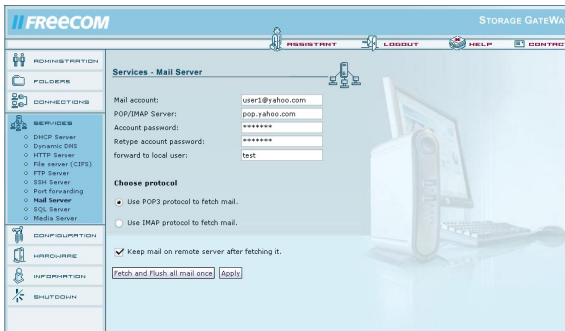 FREECOM
STORAGE GATEWA
ASSISTANT
LOGOUT
HELP
CONTAC
ADMINISTRATION
FOLDERS
CONNECTIONS
SERVICES
DHCP Server
Dynamic DNS
HTTP Server
File server (CIFS)
FTP Server
SSH Server
Port forwarding
Mail Server
SQL Server
Media Server
CONFIGURATION
HARDWARE
INFORMATION
SHUTDOWN
Services - Mail Server
Mail account: user1@yahoo.com
POP/IMAP Server: pop.yahoo.com
Account password: *******
Retype account password: *******
forward to local user: test
Choose protocol
Use POP3 protocol to fetch mail.
Use IMAP protocol to fetch mail.
Keep mail on remote server after fetching it.
Fetch and Flush all mail once Apply